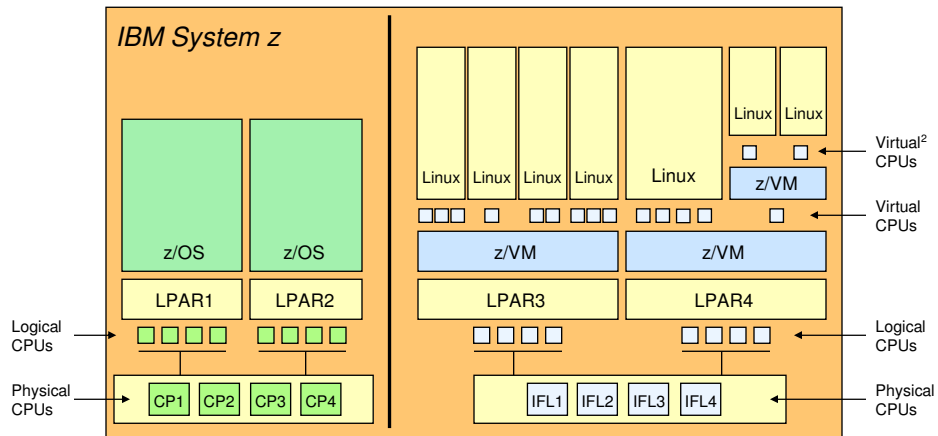 IBM System z
Linux Linux
Virtual²
CPUs
Linux Linux Linux Linux
Linux
z/VM
Virtual
CPUs
z/OS z/OS
z/VM z/VM
LPAR1 LPAR2
LPAR3 LPAR4
Logical
CPUs
Logical
CPUs
Physical
CPUs
CP1 CP2 CP3 CP4
IFL1 IFL2 IFL3 IFL4
Physical
CPUs